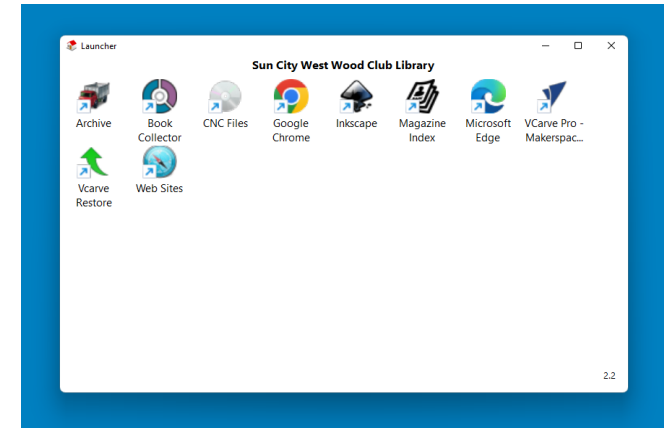 Launcher
Sun City West Wood Club Library
Archive
Book
Collector
CNC Files
Google
Chrome
Inkscape
Magazine
Index
Microsoft
Edge
VCarve Pro -
Makerspac...
Vcarve
Restore
Web Sites
2.2